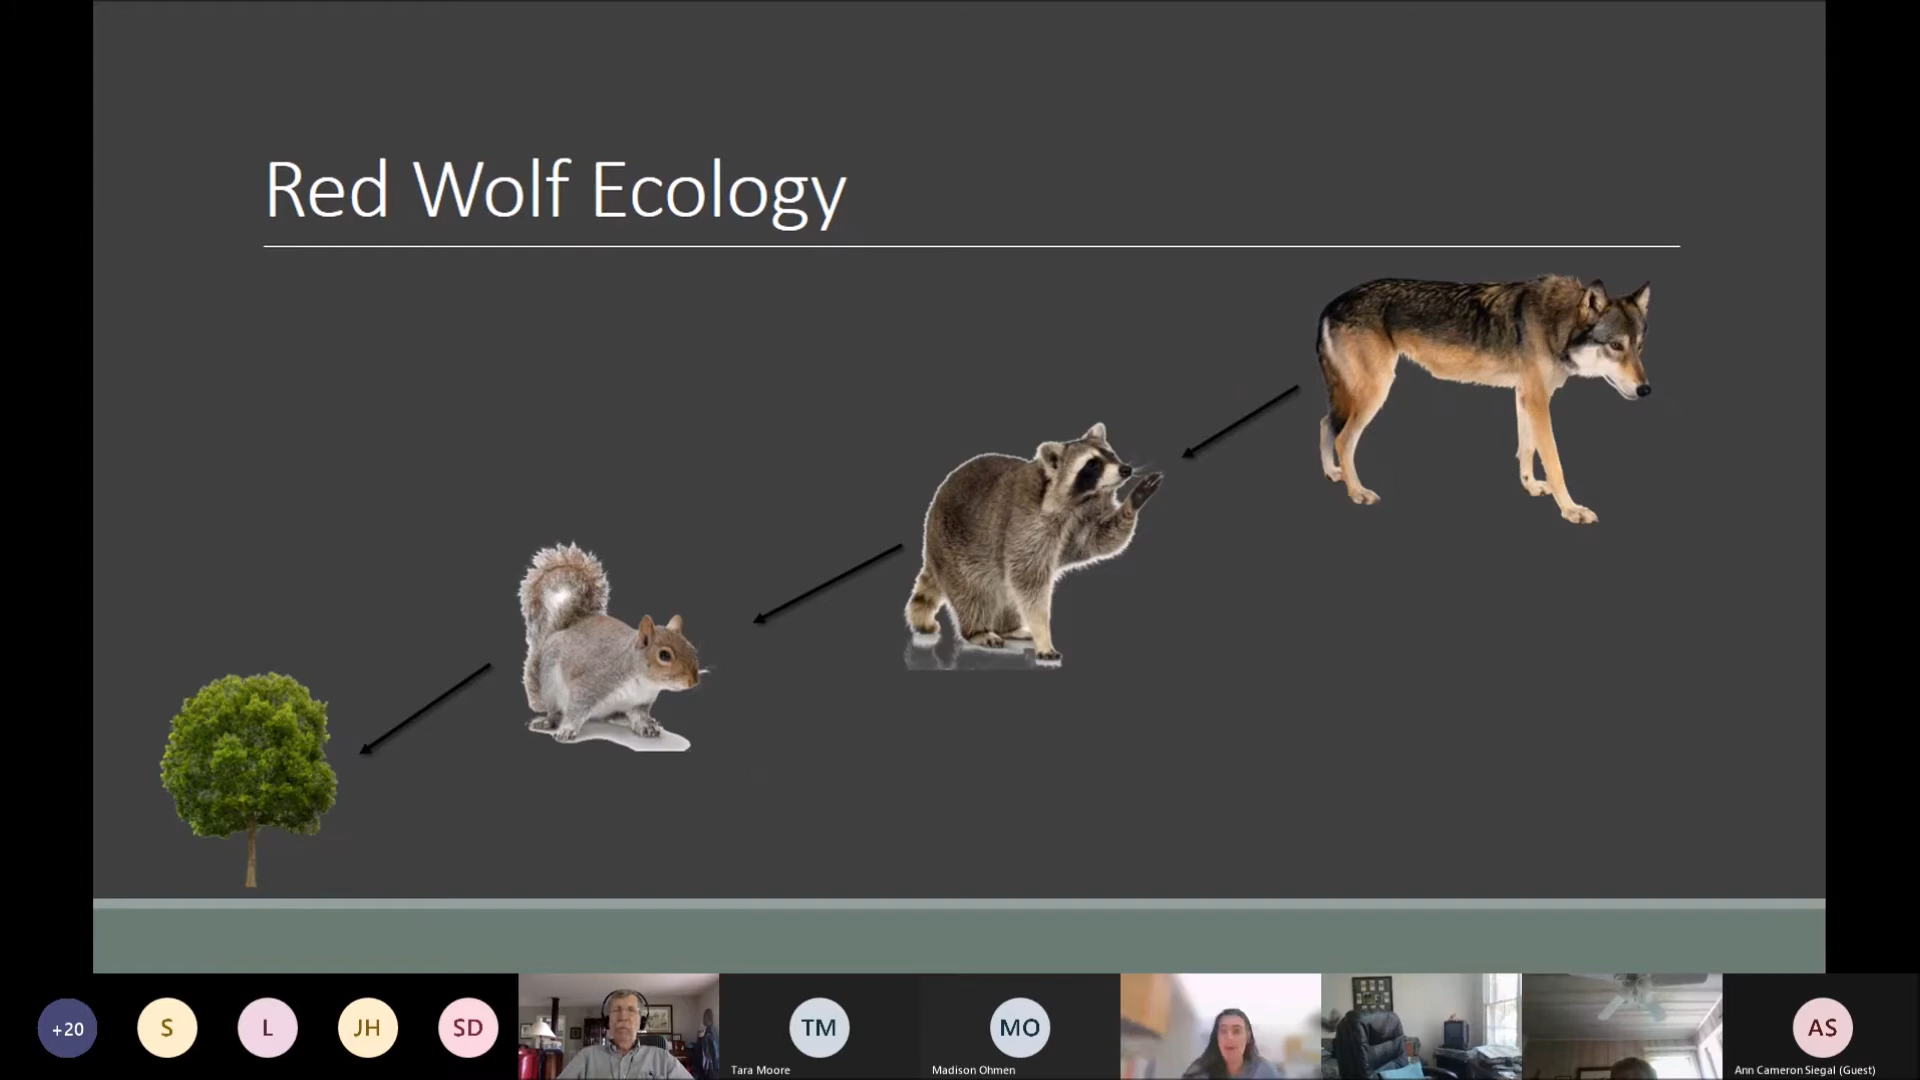 Red Wolf Ecology
+20
S
L
JH
SD
TM
Tara Moore
MO
Madison Ohmen
AS
Ann Cameron Siegal (Guest)